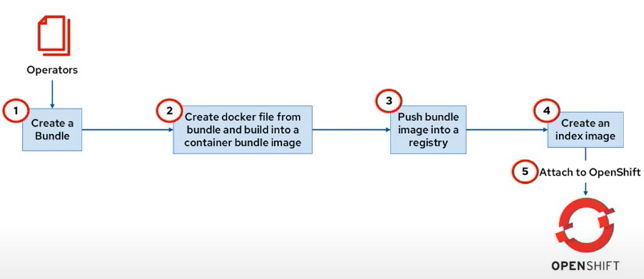 Operators
1
Create a
Bundle
2
Create docker file from
bundle and build into a
container bundle image
3
Push bundle
image into a
registry
4
Create an
index image
5
Attach to OpenShift
OPENSHIFT